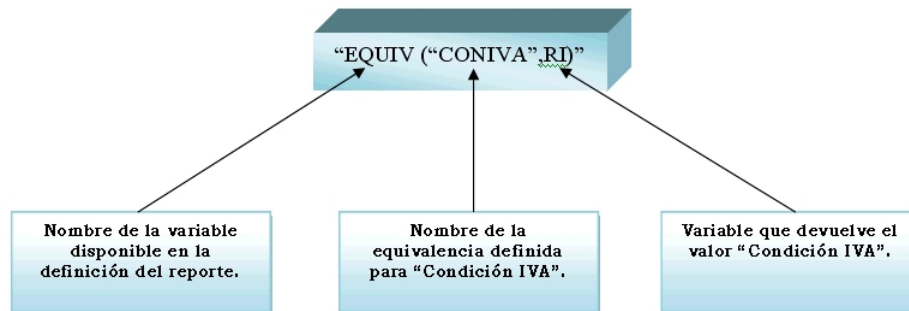 “EQUIV (“CONIVA”,RI)”
Nombre de la variable
disponible en la
definición del reporte.
Nombre de la
equivalencia definida
para “Condición IVA”.
Variable que devuelve el
valor “Condición IVA”.